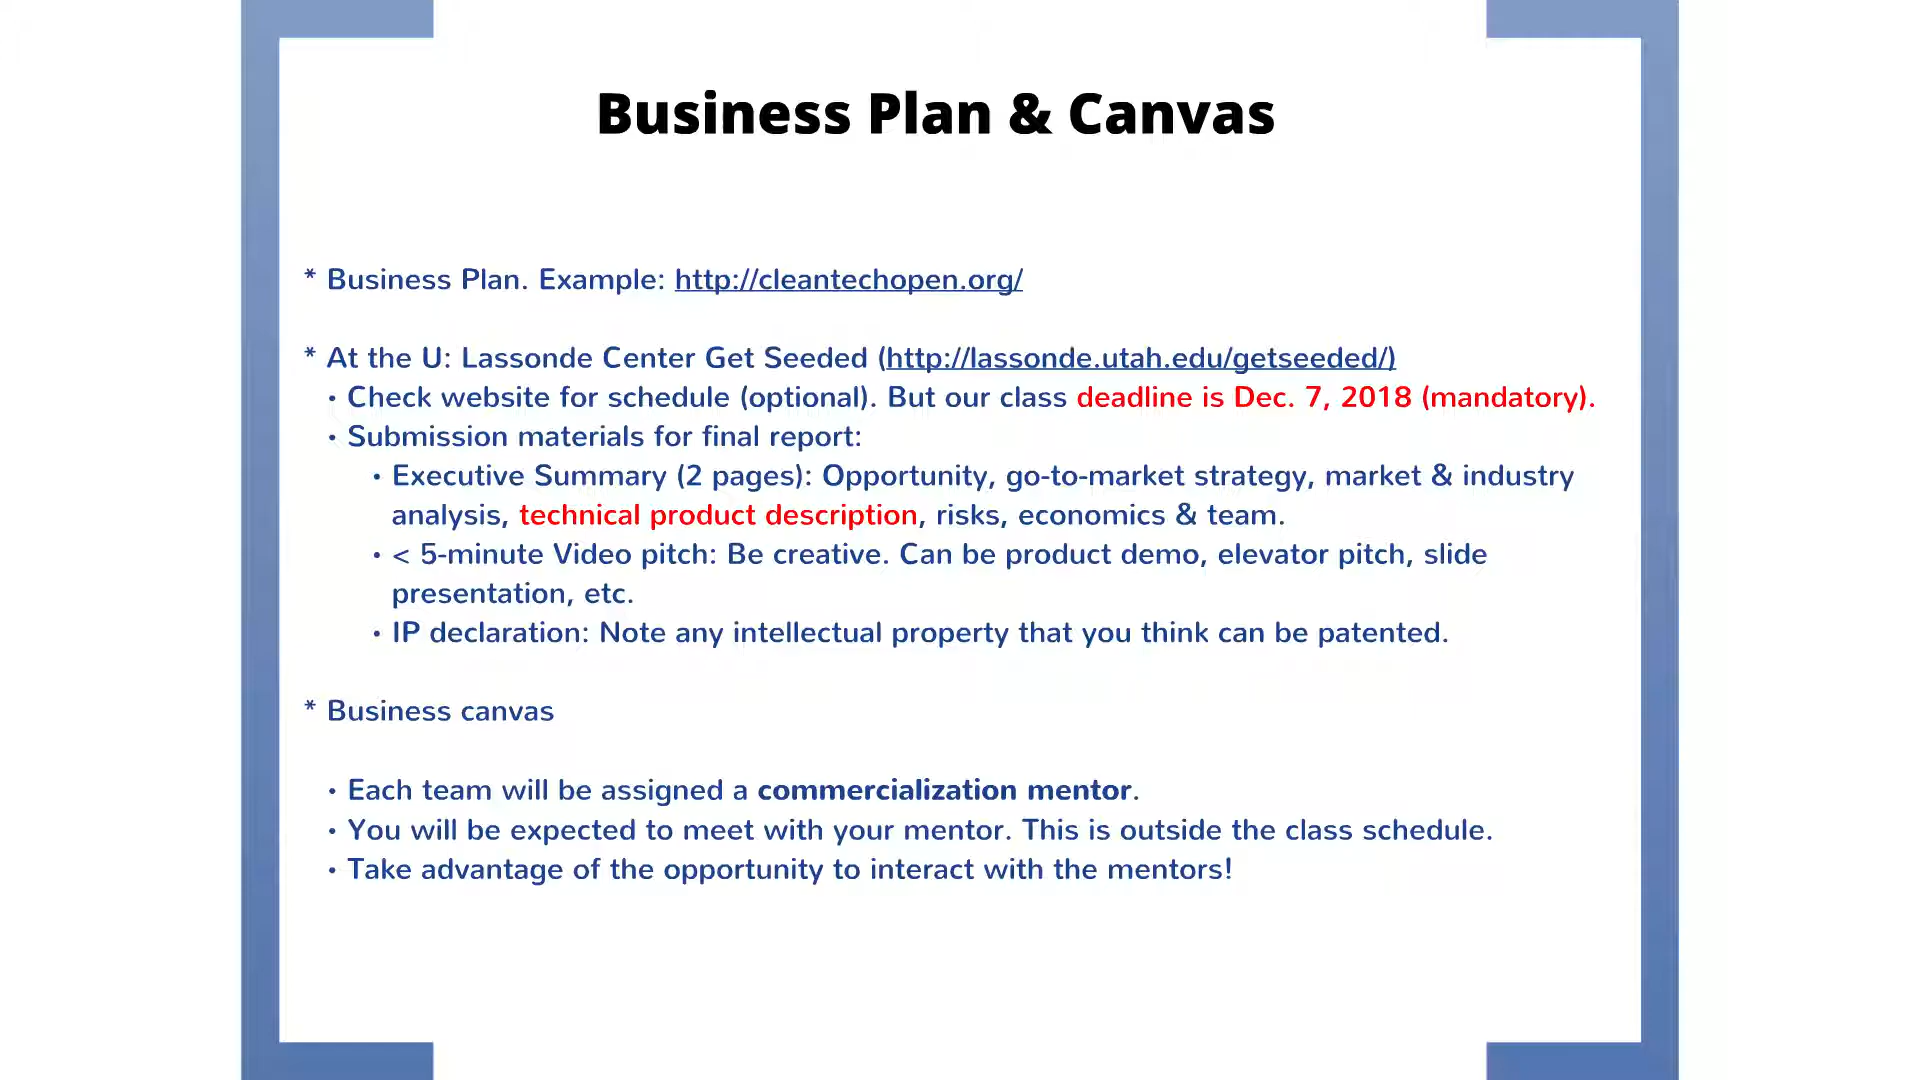 Business Plan & Canvas
* Business Plan. Example: http://cleantechopen.org/
* At the U: Lassonde Center Get Seeded (http://lassonde.utah.edu/getseeded/)
• Check website for schedule (optional). But our class deadline is Dec. 7, 2018 (mandatory).
• Submission materials for final report:
• Executive Summary (2 pages): Opportunity, go-to-market strategy, market & industry
analysis, technical product description, risks, economics & team.
• < 5-minute Video pitch: Be creative. Can be product demo, elevator pitch, slide
presentation, etc.
• IP declaration: Note any intellectual property that you think can be patented.
* Business canvas
• Each team will be assigned a commercialization mentor.
• You will be expected to meet with your mentor. This is outside the class schedule.
• Take advantage of the opportunity to interact with the mentors!